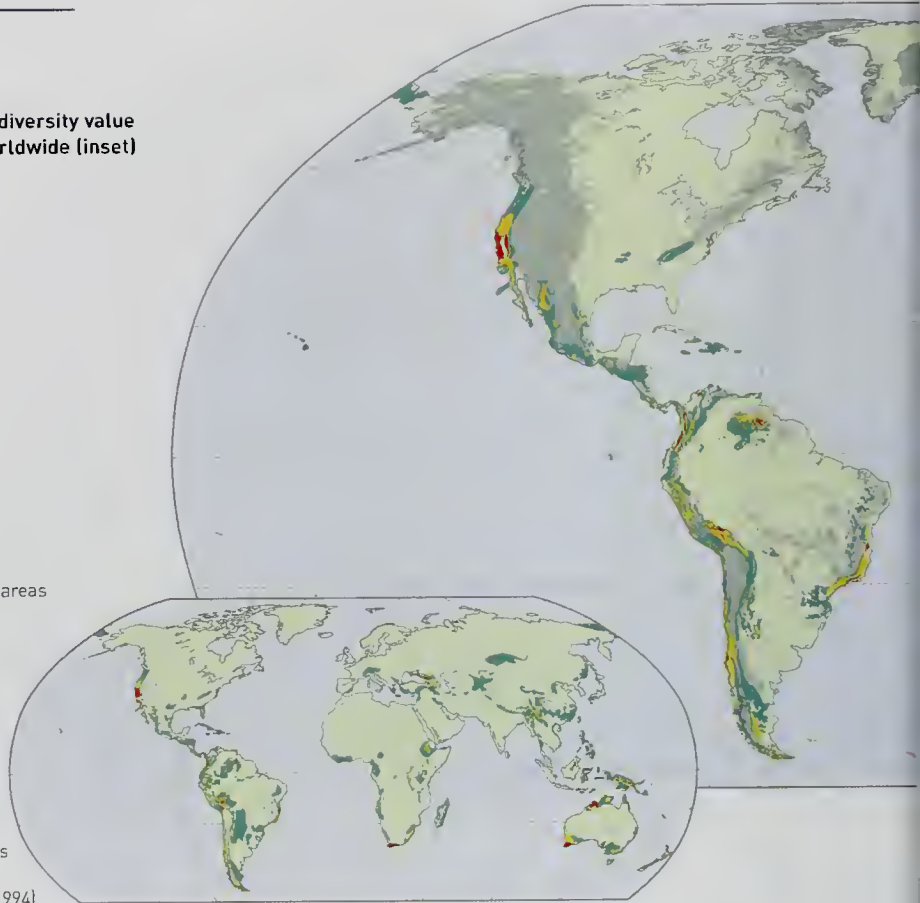 diversity value
rldwide (inset)
areas
s
994)